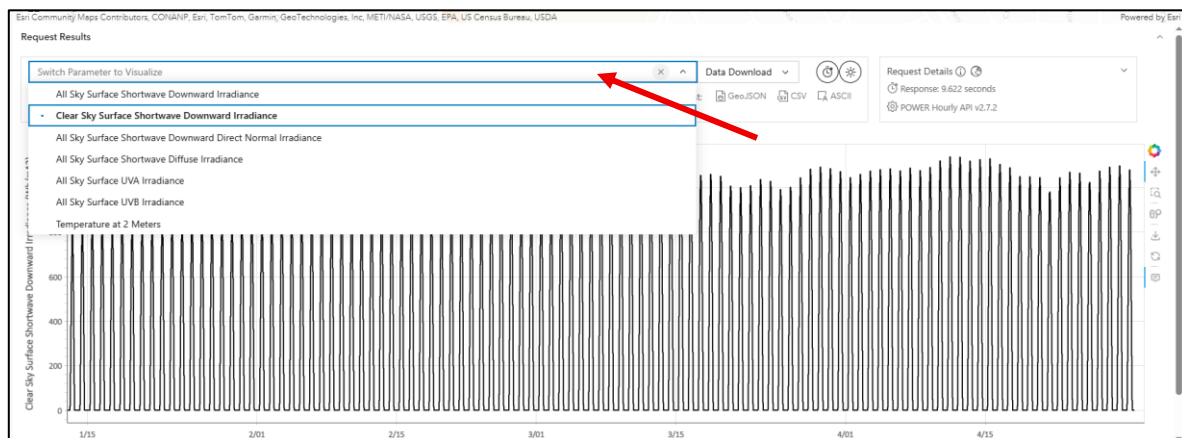 Esri Community Maps Contributors, CONANP, Esri, TomTom, Garmin, GeoTechnologies, Inc, METI/NASA, USGS, EPA, US Census Bureau, USDA
Powered by Esri
Request Results
Switch Parameter to Visualize
Data Download
Request Details
Response: 9.622 seconds
POWER Hourly API v2.7.2
GeoJSON CSV ASCII
All Sky Surface Shortwave Downward Irradiance
Clear Sky Surface Shortwave Downward Irradiance
All Sky Surface Shortwave Downward Direct Normal Irradiance
All Sky Surface Shortwave Diffuse Irradiance
All Sky Surface UVA Irradiance
All Sky Surface UVB Irradiance
Temperature at 2 Meters
Clear Sky Surface Shortwave Downward
600
400
200
0
1/15 2/01 2/15 3/01 3/15 4/01 4/15